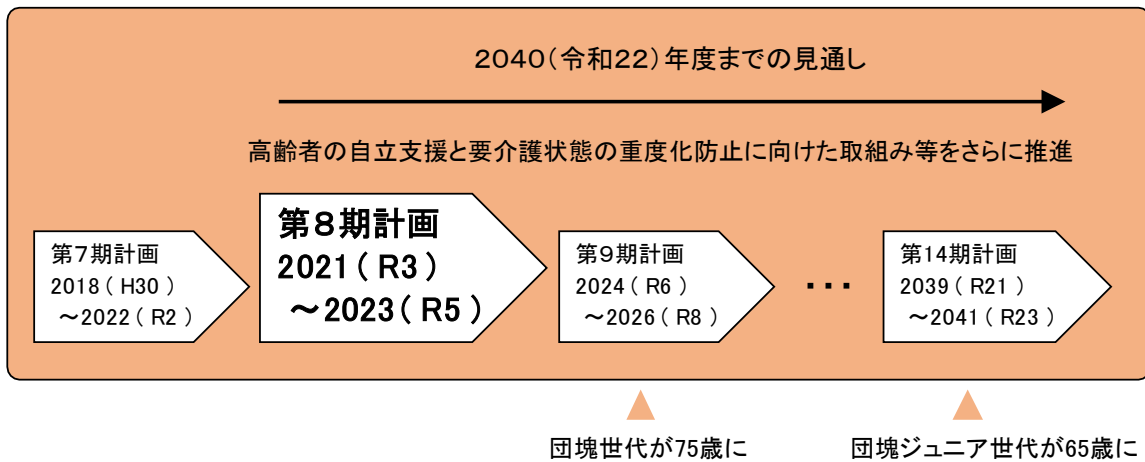 2040(令和22)年度までの見通し
高齢者の自立支援と要介護状態の重度化防止に向けた取組み等をさらに推進
第7期計画
2018(H30)
～2022(R2)
第8期計画
2021(R3)
～2023(R5)
第9期計画
2024(R6)
～2026(R8)
・・・
第14期計画
2039(R21)
～2041(R23)
団塊世代が75歳に
団塊ジュニア世代が65歳に